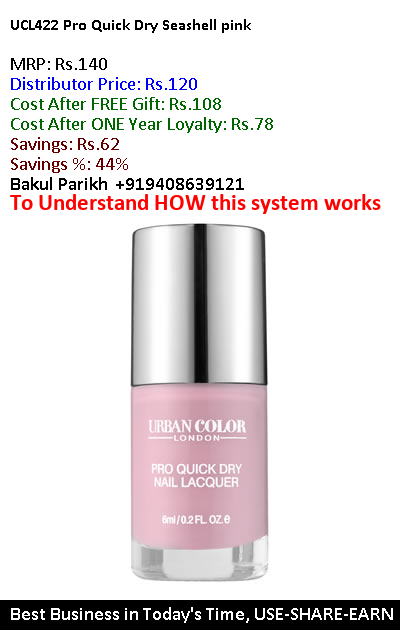 UCL422 Pro Quick Dry Seashell pink
MRP: Rs.140
Distributor Price: Rs.120
Cost After FREE Gift: Rs.108
Cost After ONE Year Loyalty: Rs.78
Savings: Rs.62
Savings %: 44%
Bakul Parikh +919408639121
To Understand HOW this system works
URBAN COLOR
LONDON
PRO QUICK DRY
NAIL LACQUER
6ml/0.2 FL. OZ.e
Best Business in Today's Time, USE-SHARE-EARN